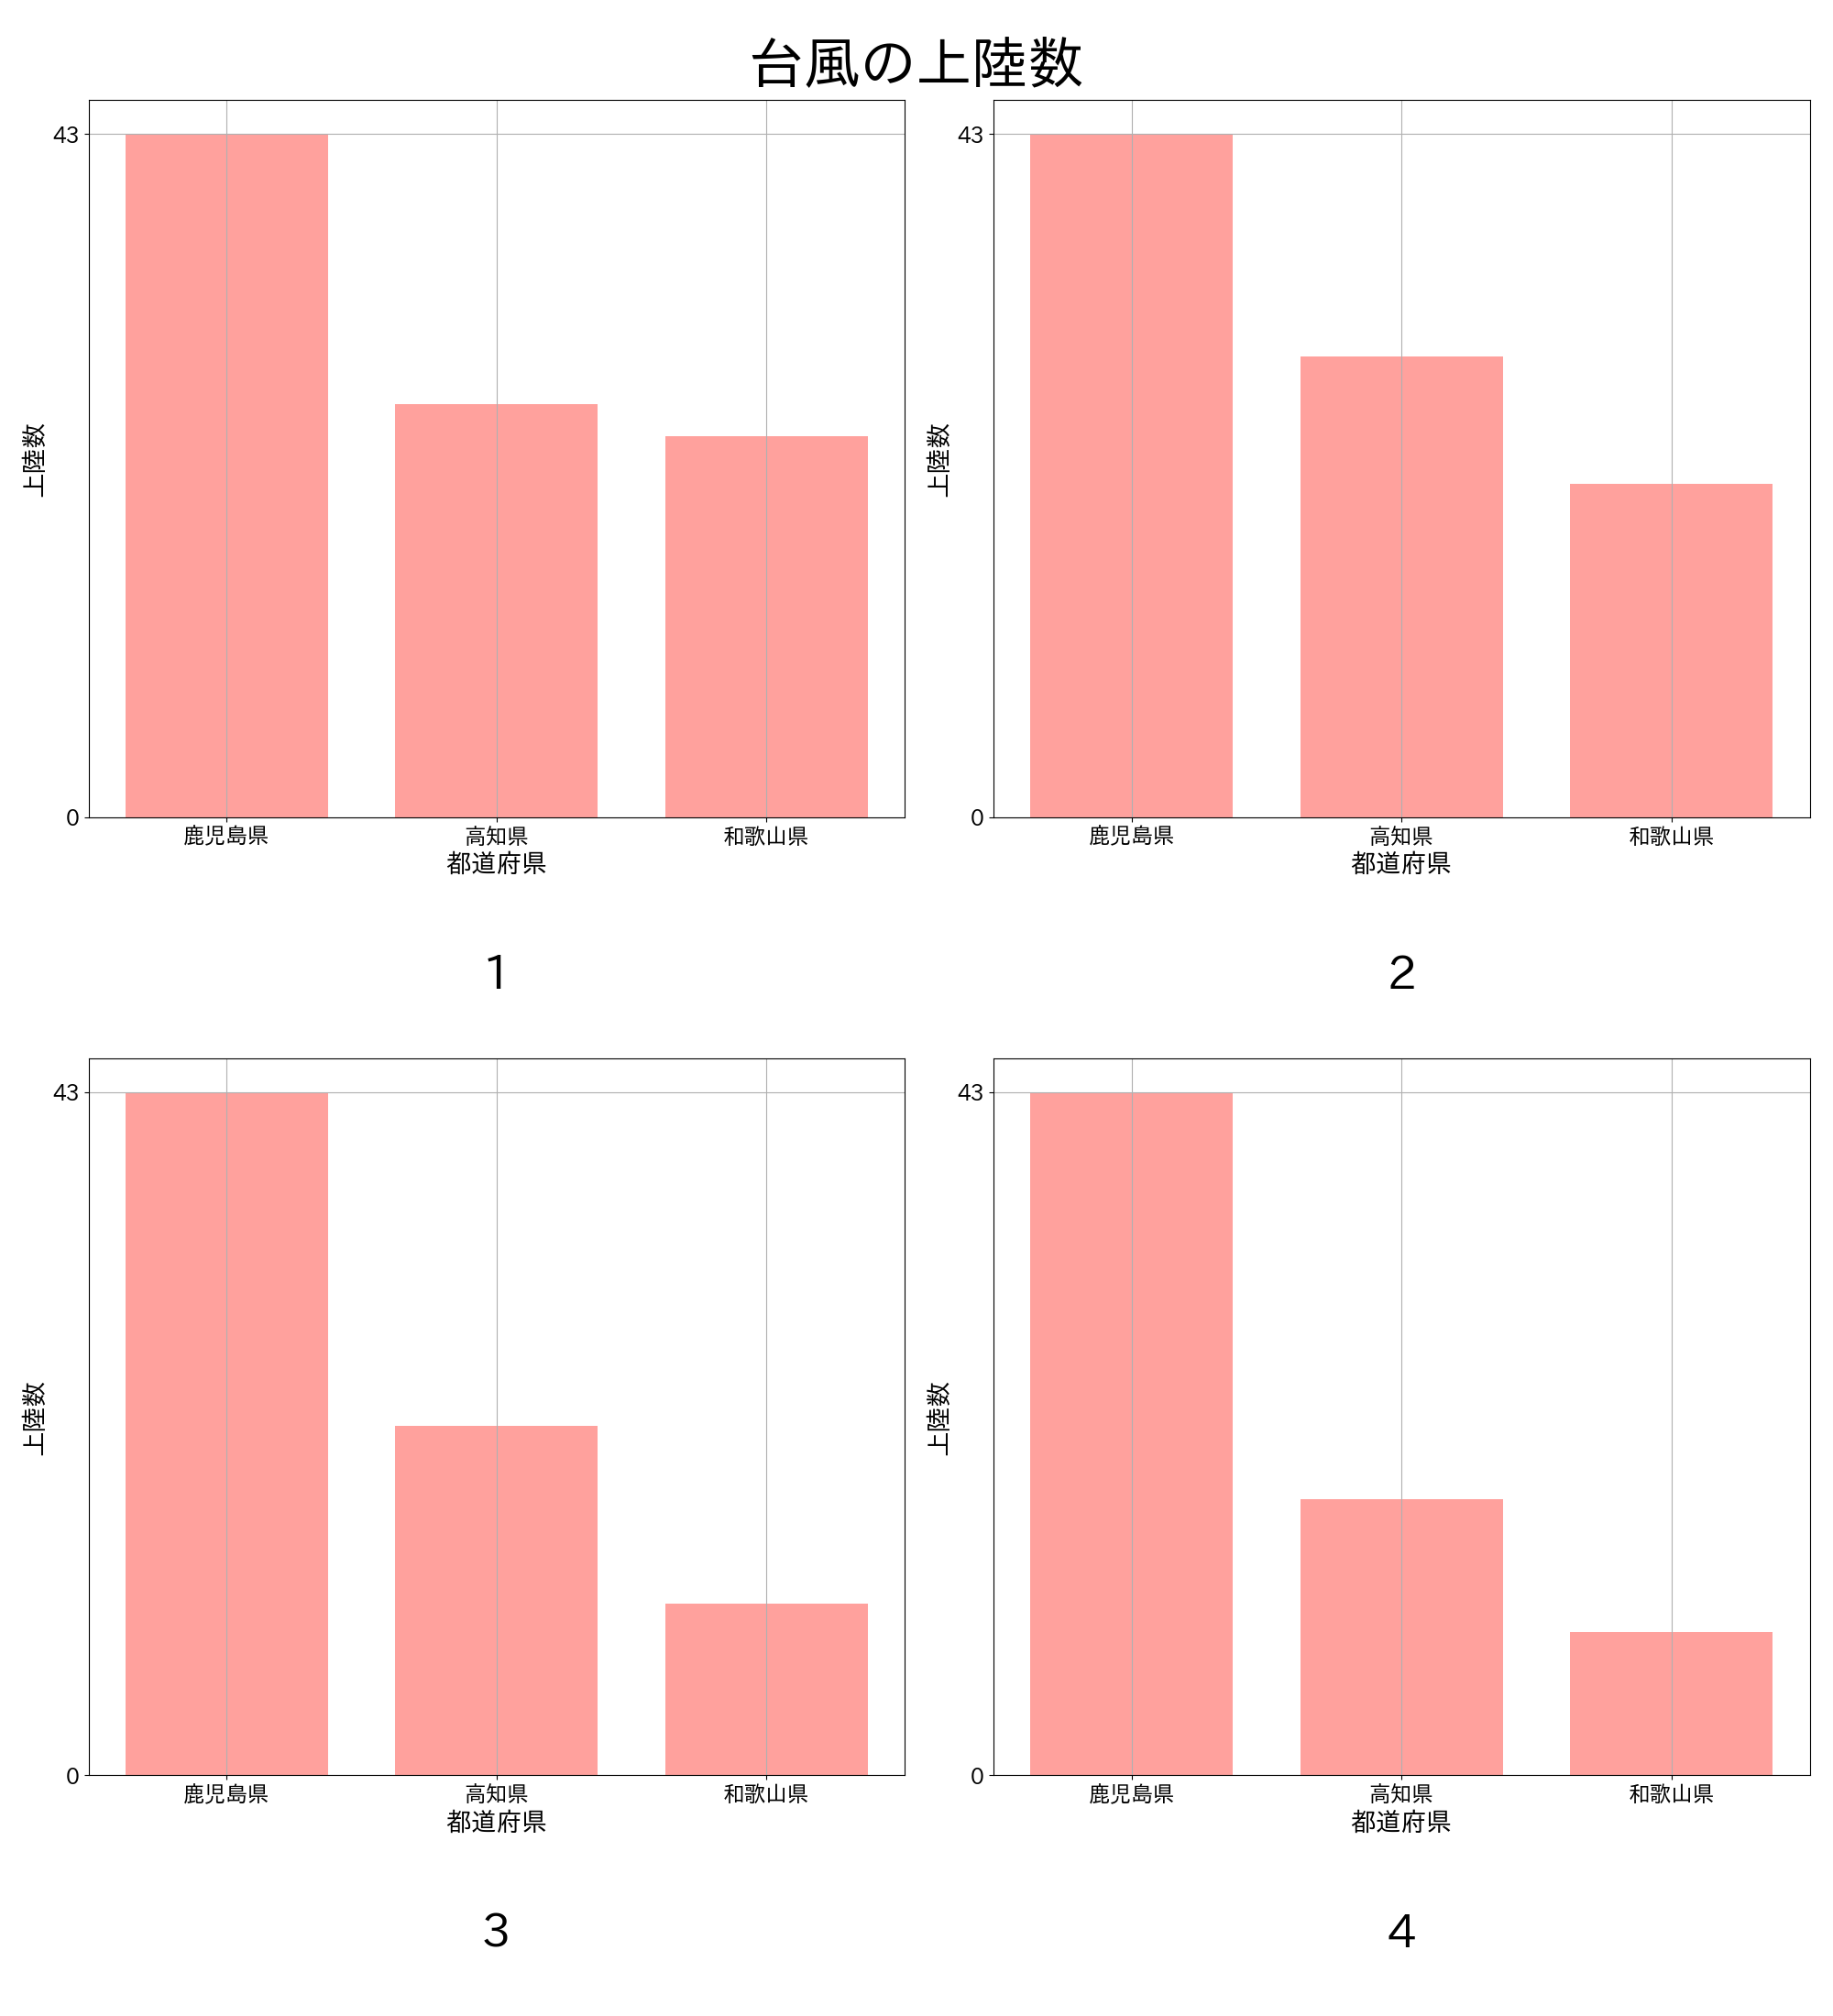 台風の上陸数
43
上陸数
0
鹿児島県 高知県 和歌山県
都道府県
1
43
上陸数
0
鹿児島県 高知県 和歌山県
都道府県
2
43
上陸数
0
鹿児島県 高知県 和歌山県
都道府県
3
43
上陸数
0
鹿児島県 高知県 和歌山県
都道府県
4